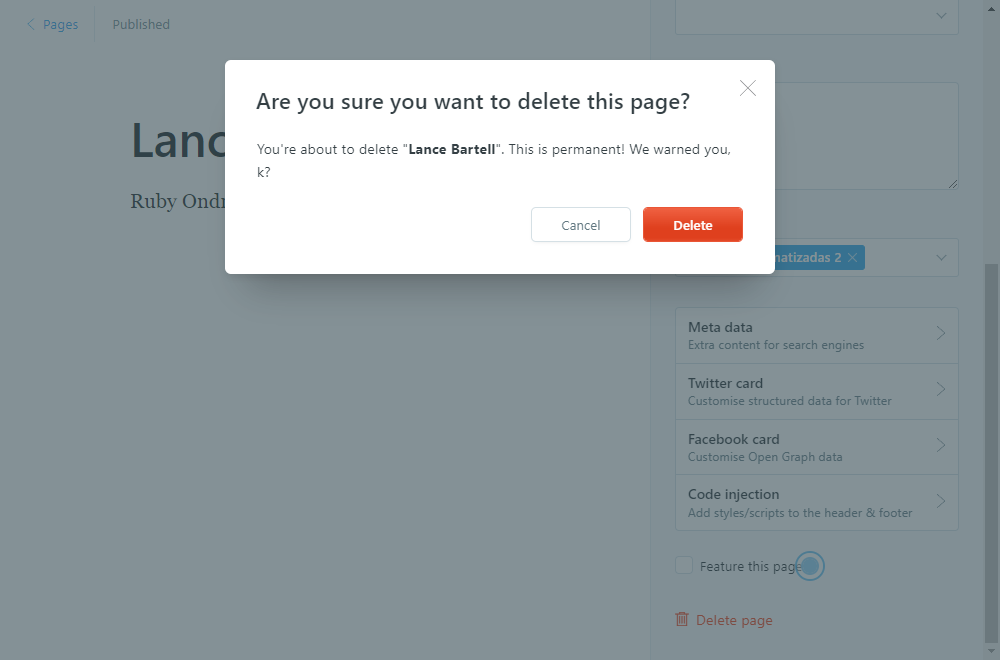 Pages
Published
Are you sure you want to delete this page?
You're about to delete "Lance Bartell". This is permanent! We warned you,
k?
Cancel
Delete
Ruby
2
Meta data
Extra content for search engines
Twitter card
Customise structured data for Twitter
Facebook card
Customise Open Graph data
Code injection
Add styles/scripts to the header & footer
Feature this page
Delete page